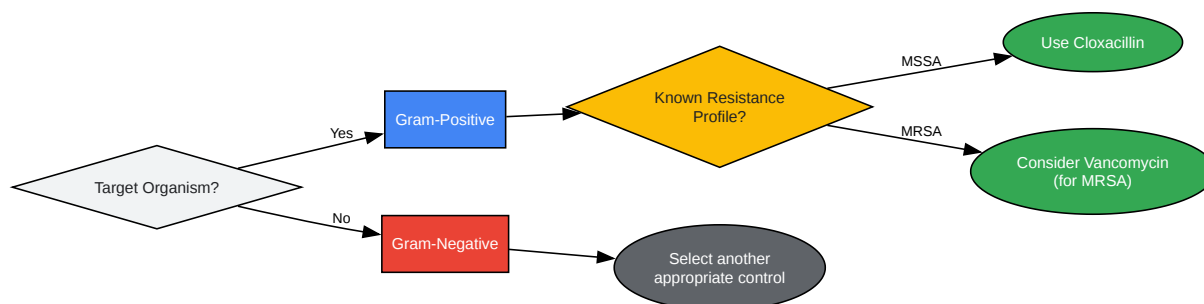 Target Organism?
Yes
Gram-Positive
Known Resistance
Profile?
MSSA
Use Cloxacillin
MRSA
Consider Vancomycin
(for MRSA)
No
Gram-Negative
Select another
appropriate control